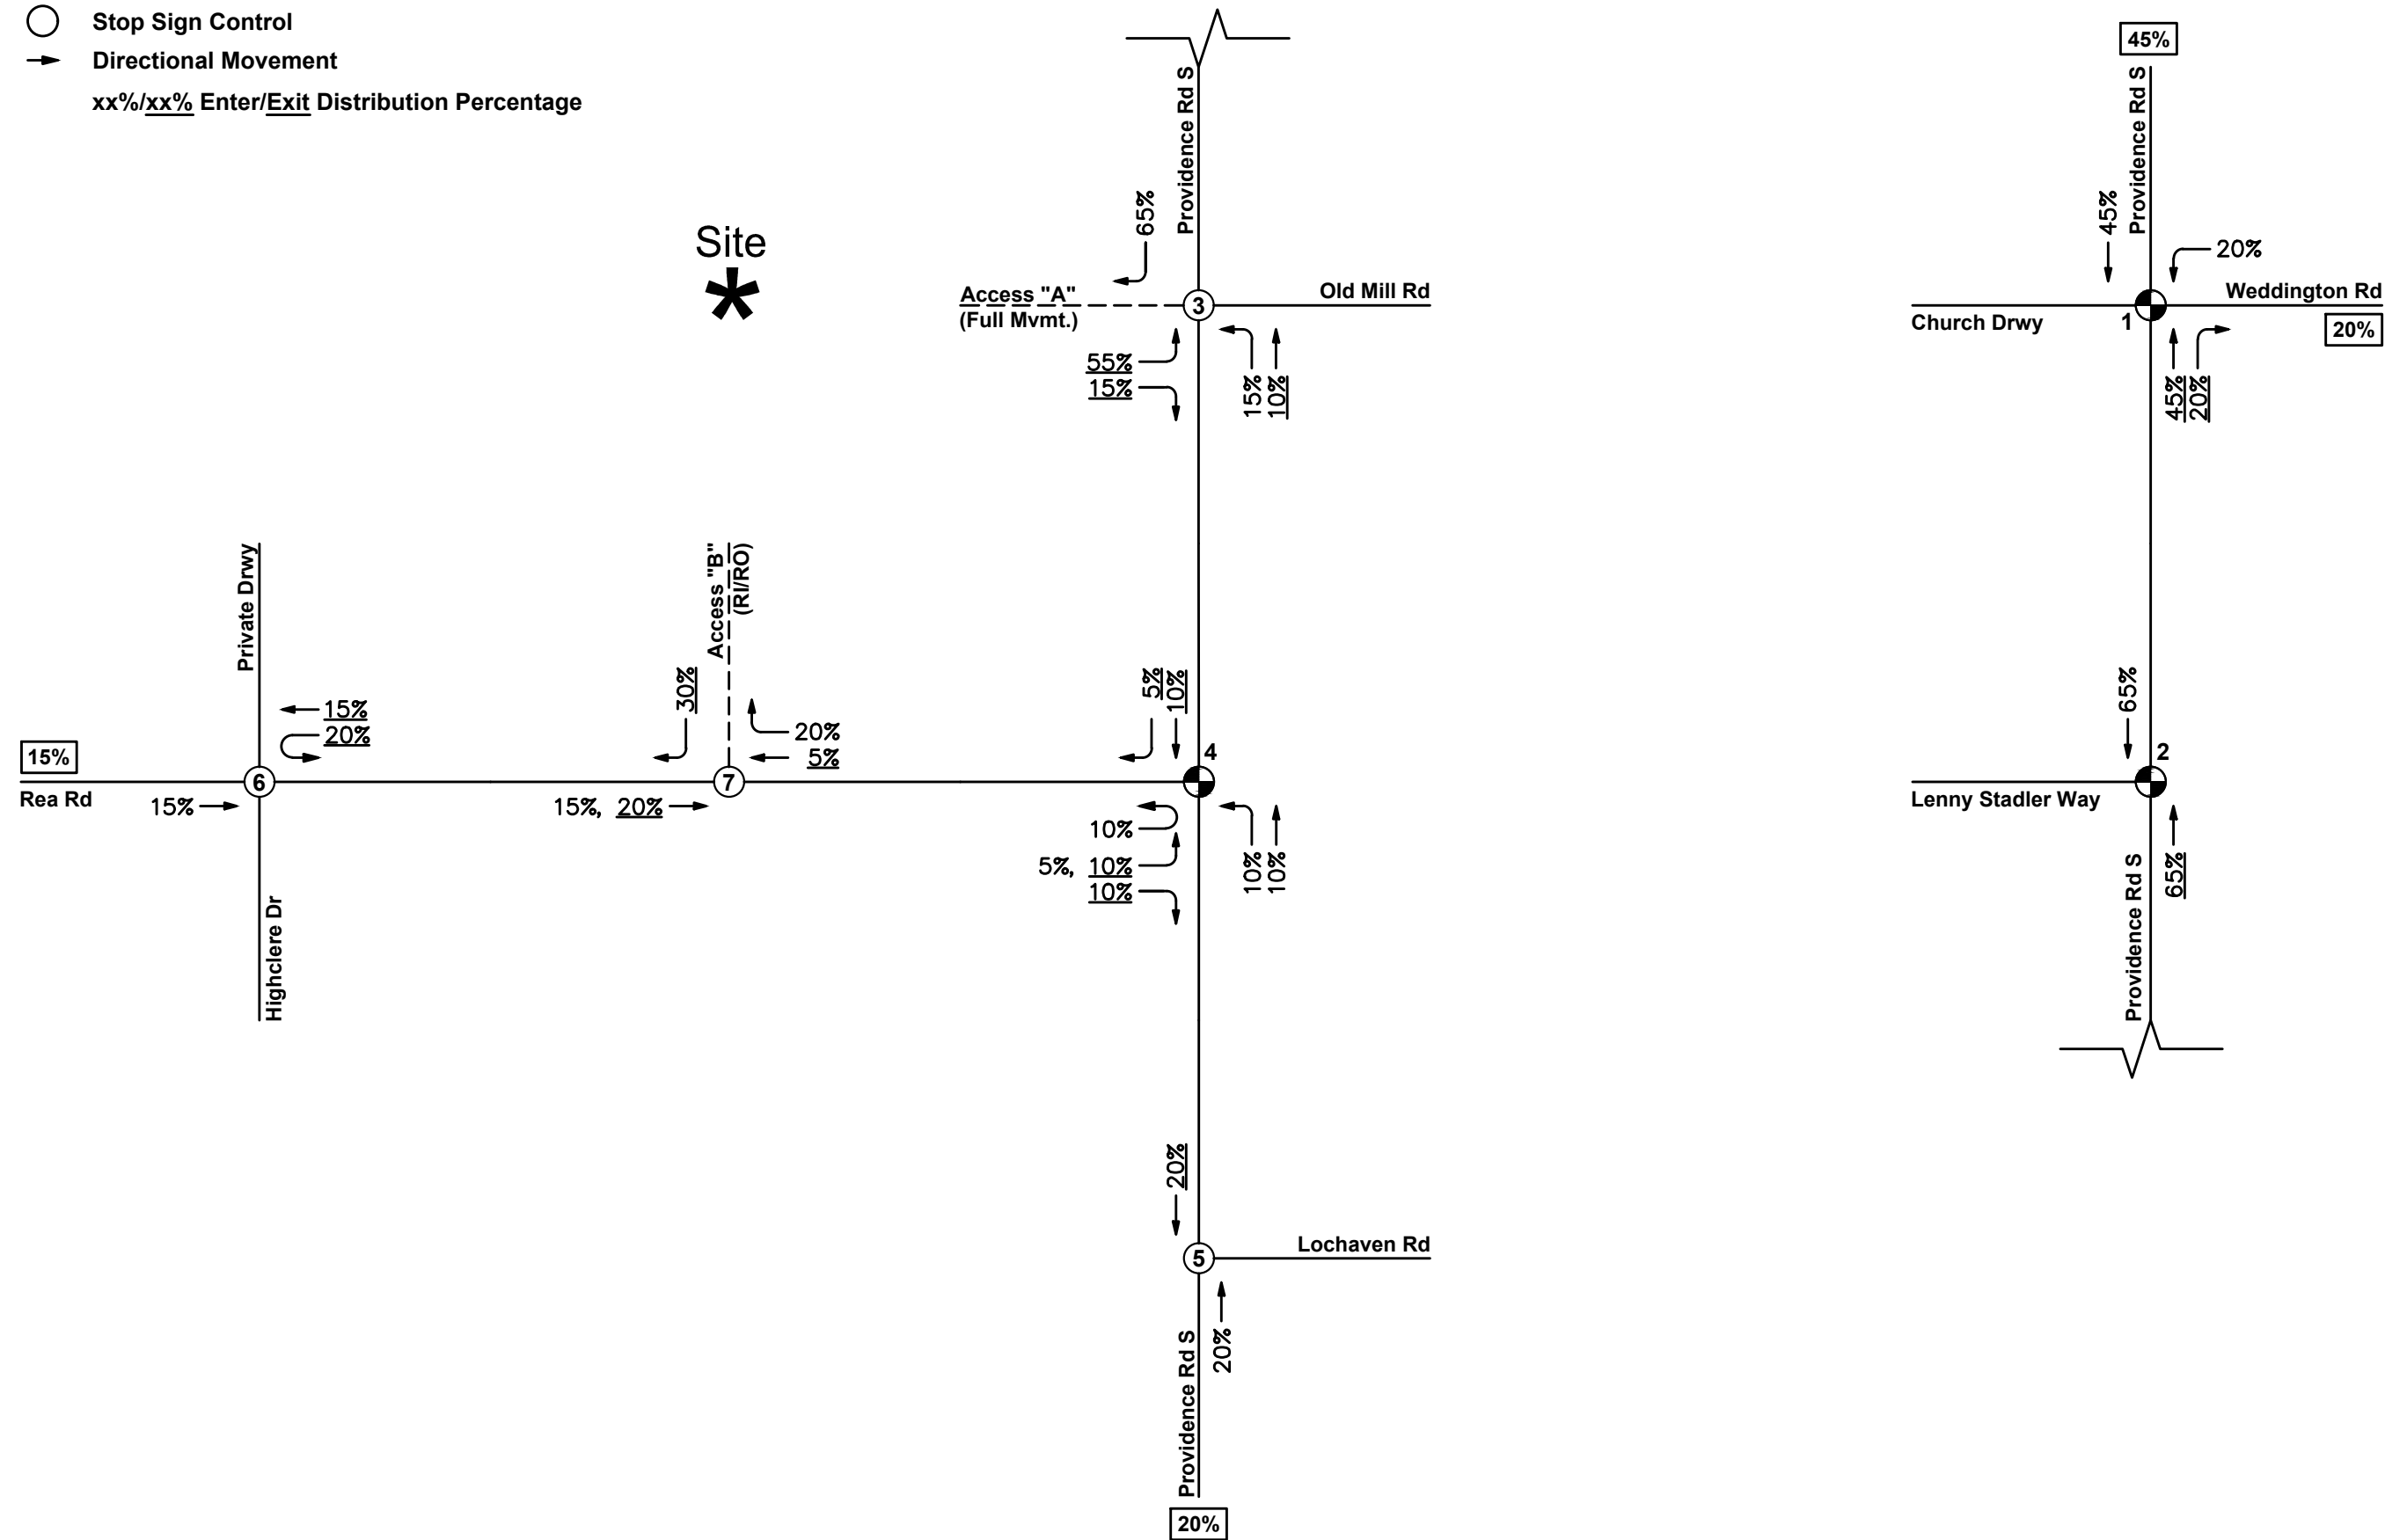 Stop Sign Control
Directional Movement
xx%/xx% Enter/Exit Distribution Percentage
Site
Providence Rd S
65%
Access "A"
(Full Mvmt.)
3
Old Mill Rd
55%
15%
15%
10%
45%
Providence Rd S
45%
20%
Weddington Rd
20%
Church Drwy
1
45%
20%
Private Drwy
15%
20%
15%
Rea Rd
6
15%
Highclere Dr
Access "B"
(RI/RO)
30%
20%
5%
7
15%, 20%
5%
10%
4
10%
5%, 10%
10%
10%
10%
65%
2
Lenny Stadler Way
65%
Providence Rd S
20%
5
Lochaven Rd
20%
Providence Rd S
20%